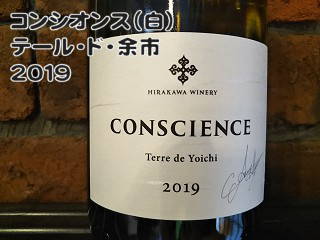 コンシオンス(白)
テール・ド・余市
2019
HIRAKAWA WINERY
CONSCIENCE
Terre de Yoichi
2019